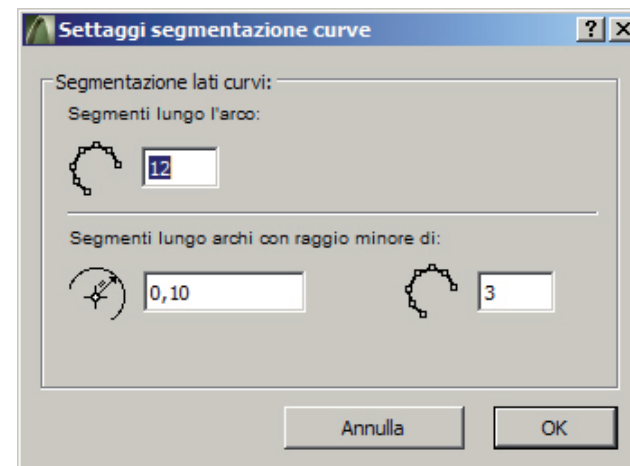 Settaggi segmentazione curve
Segmentazione lati curvi:
Segmenti lungo l'arco:
12
Segmenti lungo archi con raggio minore di:
0,10
3
Annulla
OK